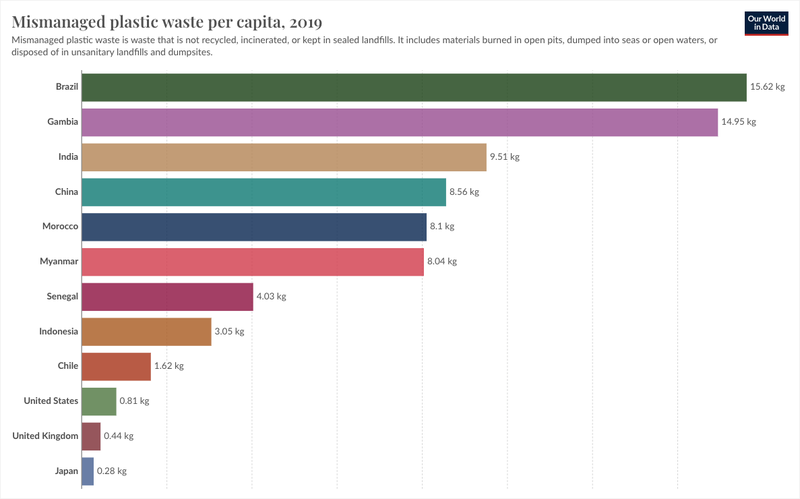 Mismanaged plastic waste per capita, 2019
Our World
in Data
Mismanaged plastic waste is waste that is not recycled, incinerated, or kept in sealed landfills. It includes materials burned in open pits, dumped into seas or open waters, or
disposed of in unsanitary landfills and dumpsites.
Brazil 15.62 kg
Gambia 14.95 kg
India 9.51 kg
China 8.56 kg
Morocco 8.1 kg
Myanmar 8.04 kg
Senegal 4.03 kg
Indonesia 3.05 kg
Chile 1.62 kg
United States 0.81 kg
United Kingdom 0.44 kg
Japan 0.28 kg